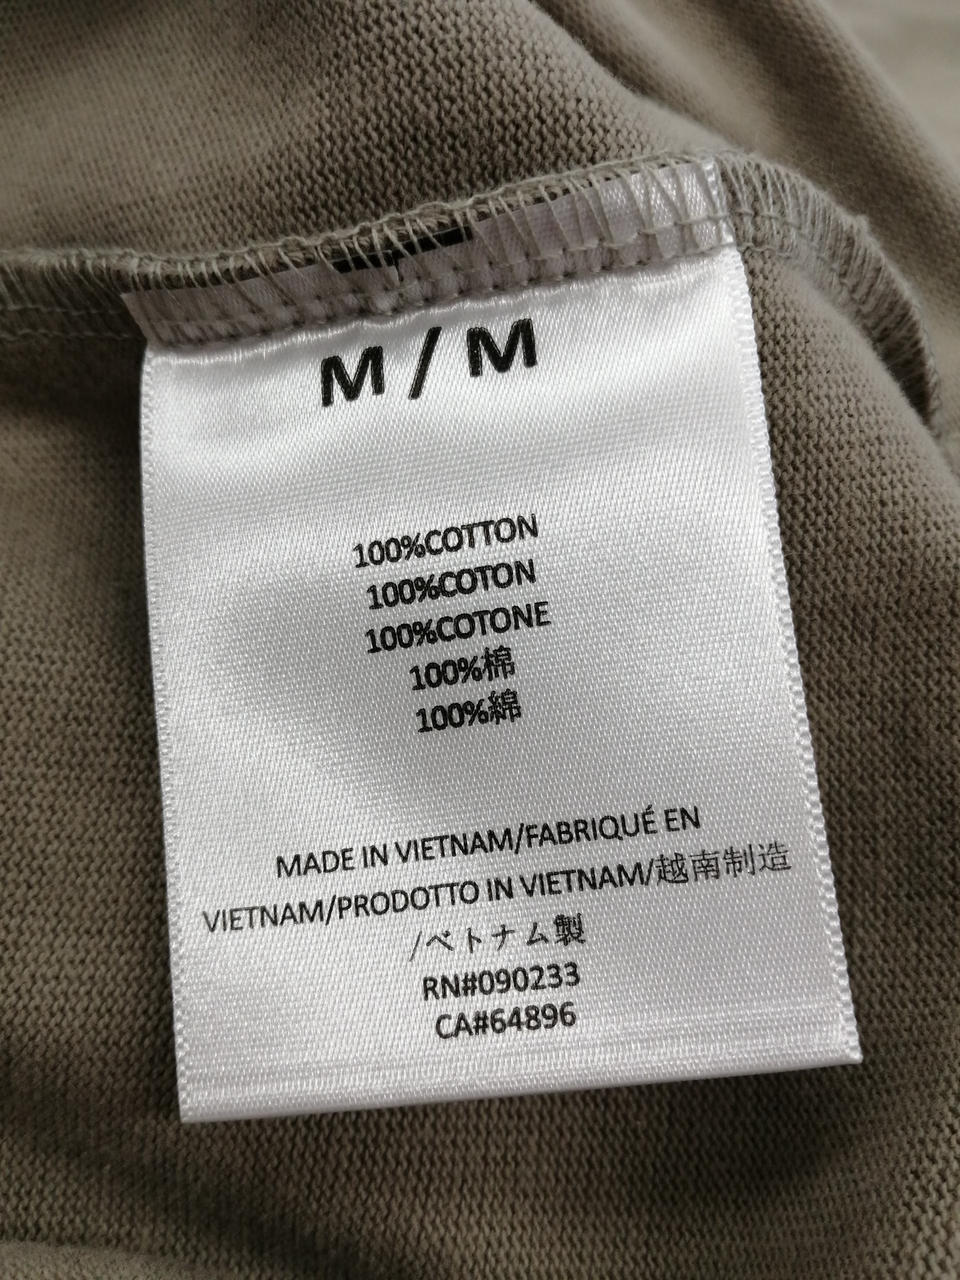 M / M
100%COTTON
100%COTON
100%COTONE
100%棉
100%綿
MADE IN VIETNAM/FABRIQUÉ EN
VIETNAM/PRODOTTO IN VIETNAM/越南制造
/ベトナム製
RN#090233
CA#64896